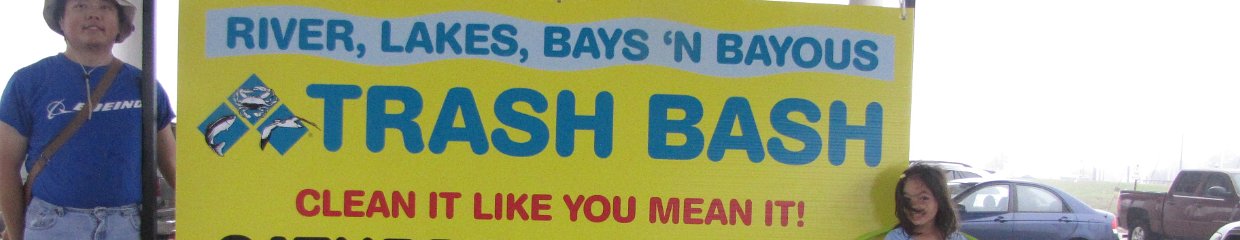 RIVER, LAKES, BAYS 'N BAYOUS
TRASH BASH
CLEAN IT LIKE YOU MEAN IT!
BOEING